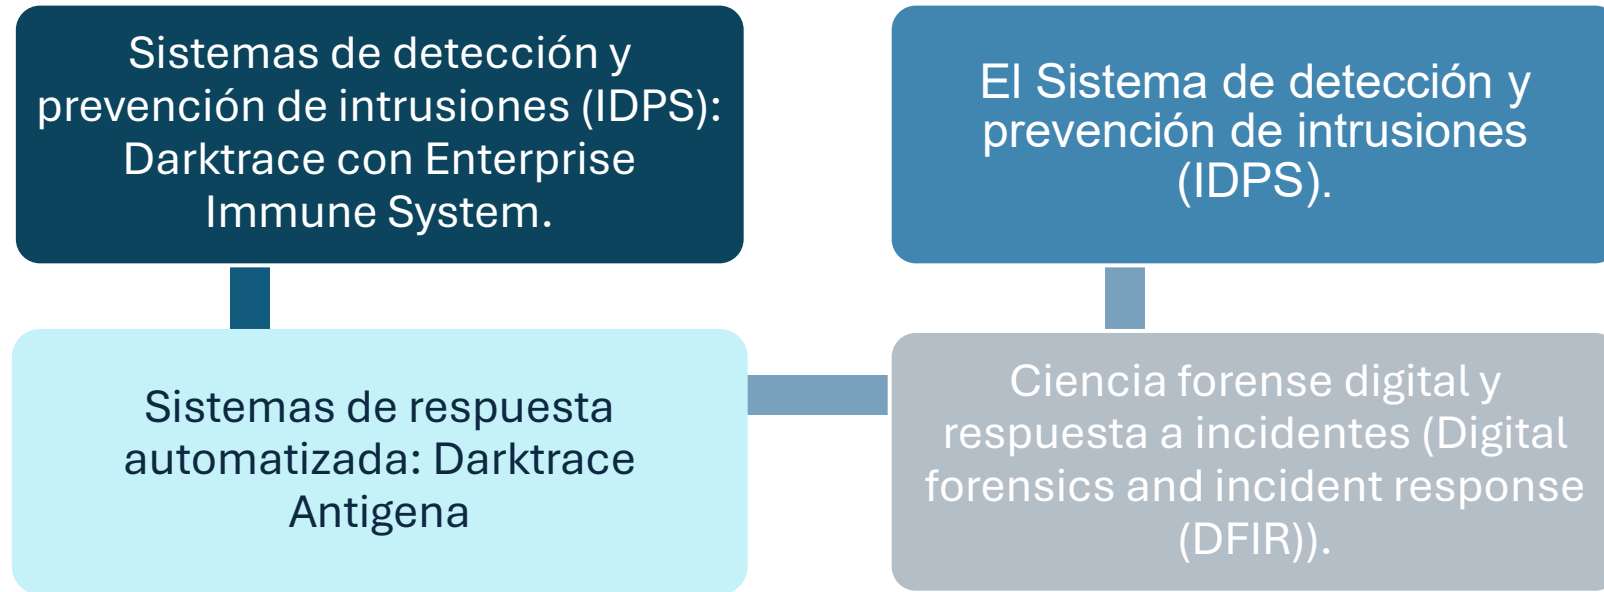 Sistemas de detección y
prevención de intrusiones (IDPS):
Darktrace con Enterprise
Immune System.
Sistemas de respuesta
automatizada: Darktrace
Antigena
Ciencia forense digital y
respuesta a incidentes (Digital
forensics and incident response
(DFIR)).
El Sistema de detección y
prevención de intrusiones
(IDPS).